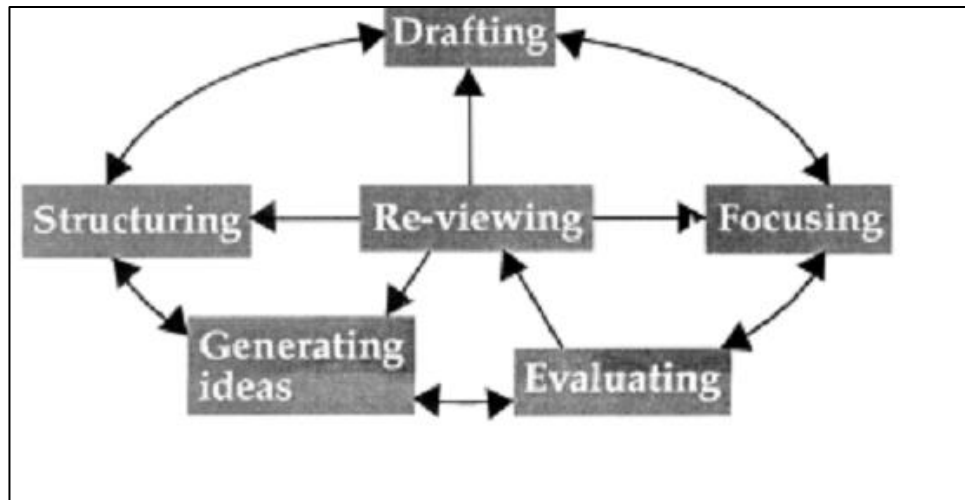 Drafting
Structuring
Re-viewing
Focusing
Generating
ideas
Evaluating